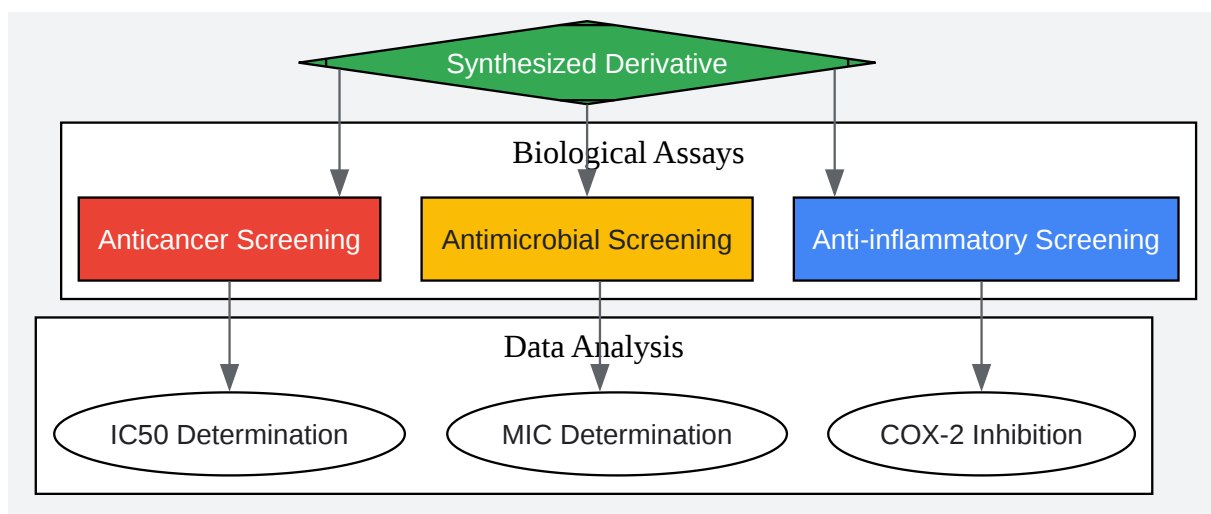 Synthesized Derivative
Biological Assays
Anticancer Screening
Antimicrobial Screening
Anti-inflammatory Screening
Data Analysis
IC50 Determination
MIC Determination
COX-2 Inhibition